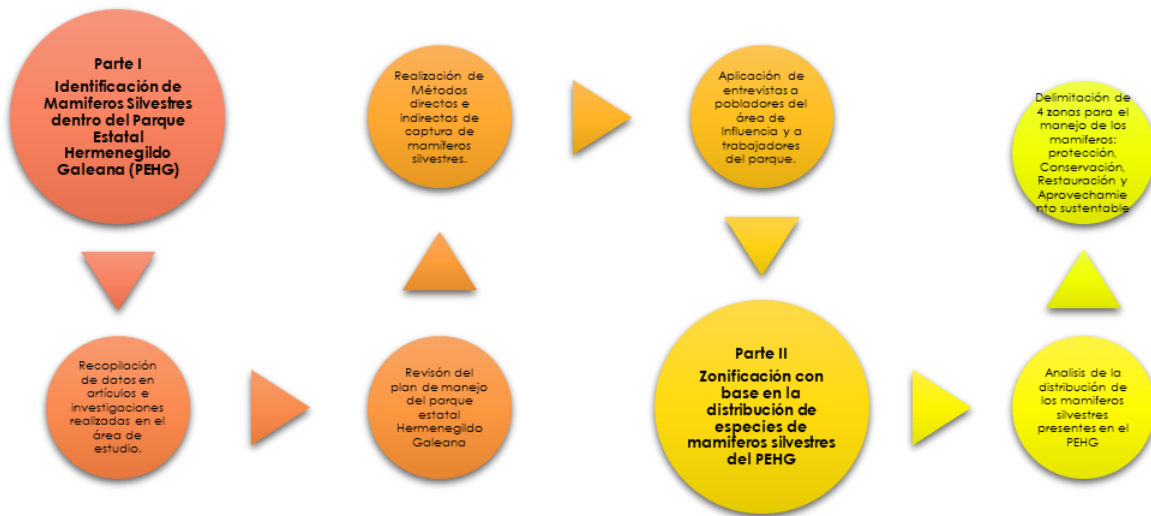 Parte I
Identificación de
Mamiferos Silvestres
dentro del Parque
Estatal
Hermenegildo
Galeana (PEHG)
Recopilación
de datos en
artículos e
investigaciones
realizadas en el
área de
estudio.
Revisón del
plan de manejo
del parque
estatal
Hermenegildo
Galeana
Realización de
Métodos
directos e
indirectos de
captura de
mamíferos
silvestres.
Aplicación de
entrevistas a
pobladores del
área de
Influencia y a
trabajadores
del parque.
Parte II
Zonificación con
base en la
distribución de
especies de
mamiferos silvestres
del PEHG
Analisis de la
distribución de
los mamiferos
silvestres
presentes en el
PEHG
Delimitación de
4 zonas para el
manejo de los
mamiferos:
protección,
Conservación,
Restauración y
Aprovechamie
nto sustentable